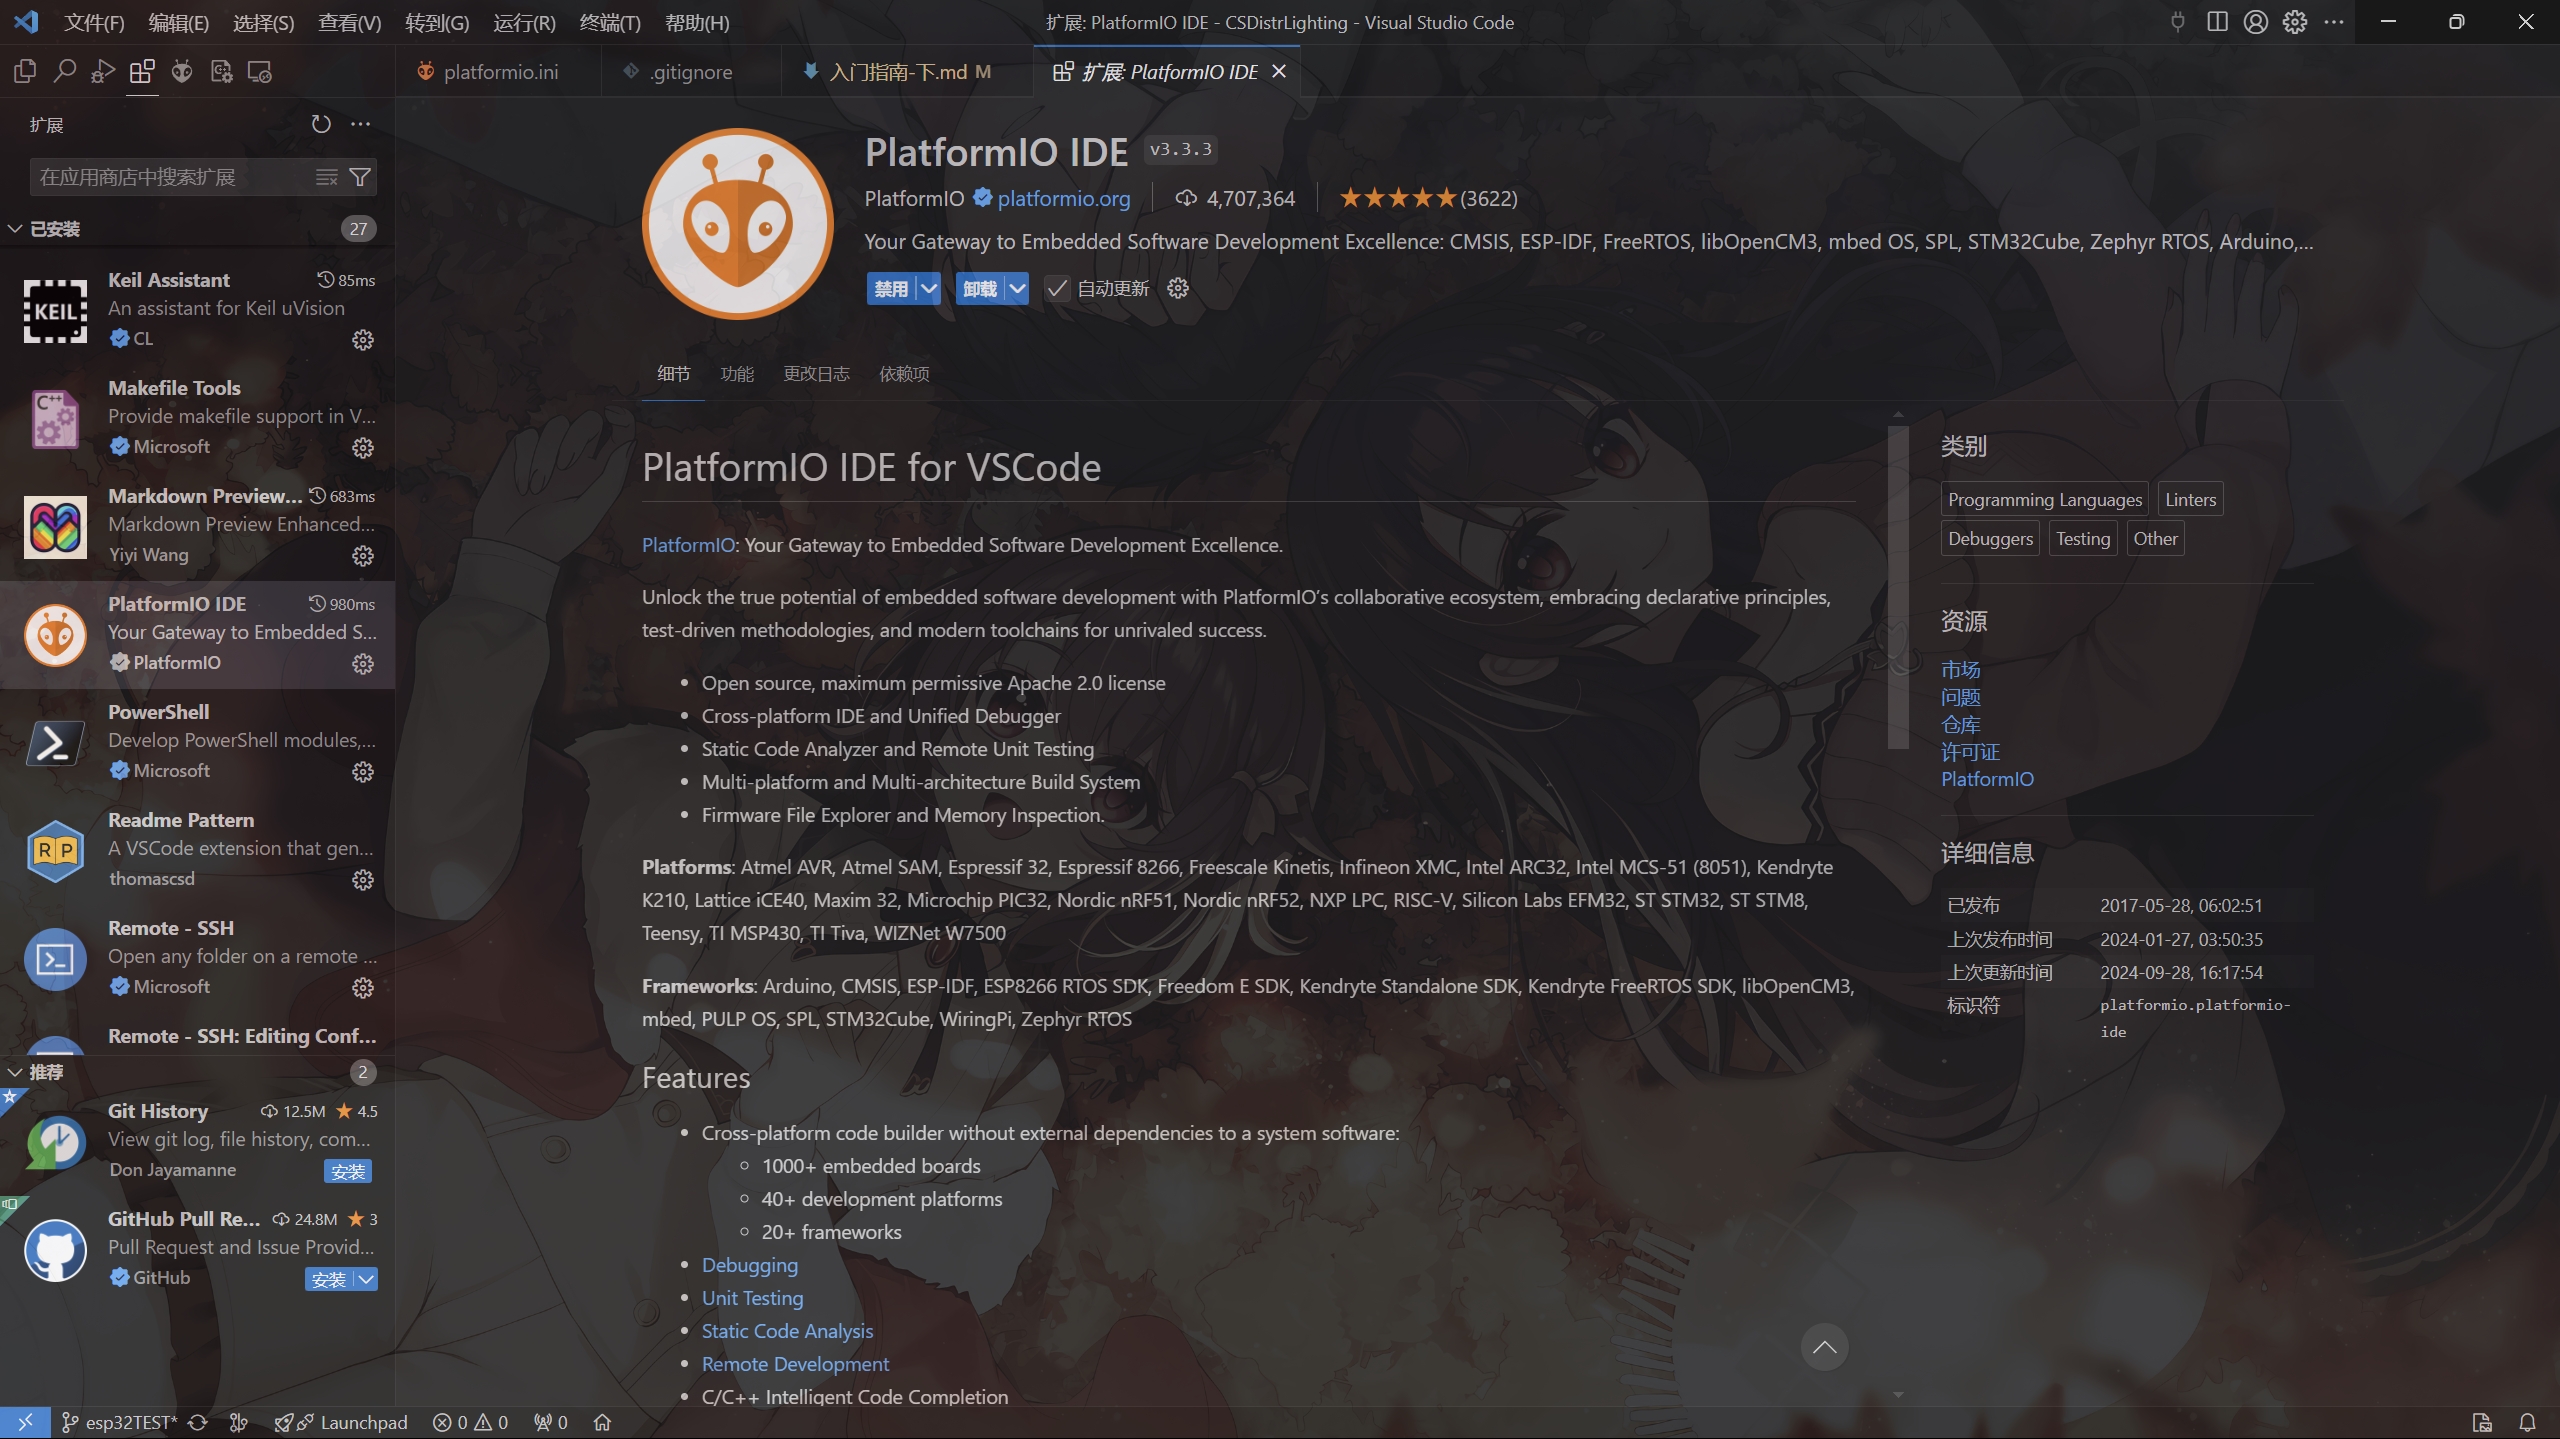 文件(F) 编辑(E) 选择(S) 查看(V) 转到(G) 运行(R) 终端(T) 帮助(H)
扩展: PlatformIO IDE - CSDistrLighting - Visual Studio Code
platformio.ini
.gitignore
入门指南-下.md M
扩展: PlatformIO IDE
扩展
在应用商店中搜索扩展
已安装 27
Keil Assistant 85ms
An assistant for Keil uVision
CL
Makefile Tools
Provide makefile support in V...
Microsoft
Markdown Preview... 683ms
Markdown Preview Enhanced...
Yiyi Wang
PlatformIO IDE 980ms
Your Gateway to Embedded S...
PlatformIO
PowerShell
Develop PowerShell modules,...
Microsoft
Readme Pattern
A VSCode extension that gen...
thomascsd
Remote - SSH
Open any folder on a remote ...
Microsoft
Remote - SSH: Editing Conf...
推荐 2
Git History 12.5M 4.5
View git log, file history, com...
Don Jayamanne 安装
GitHub Pull Re... 24.8M 3
Pull Request and Issue Provid...
GitHub 安装
KEIL
C++
R P
PlatformIO IDE v3.3.3
PlatformIO platformio.org 4,707,364 (3622)
Your Gateway to Embedded Software Development Excellence: CMSIS, ESP-IDF, FreeRTOS, libOpenCM3, mbed OS, SPL, STM32Cube, Zephyr RTOS, Arduino,...
禁用 卸载 自动更新
细节 功能 更改日志 依赖项
PlatformIO IDE for VSCode
PlatformIO: Your Gateway to Embedded Software Development Excellence.
Unlock the true potential of embedded software development with PlatformIO's collaborative ecosystem, embracing declarative principles,
test-driven methodologies, and modern toolchains for unrivaled success.
Open source, maximum permissive Apache 2.0 license
Cross-platform IDE and Unified Debugger
Static Code Analyzer and Remote Unit Testing
Multi-platform and Multi-architecture Build System
Firmware File Explorer and Memory Inspection.
Platforms: Atmel AVR, Atmel SAM, Espressif 32, Espressif 8266, Freescale Kinetis, Infineon XMC, Intel ARC32, Intel MCS-51 (8051), Kendryte
K210, Lattice iCE40, Maxim 32, Microchip PIC32, Nordic nRF51, Nordic nRF52, NXP LPC, RISC-V, Silicon Labs EFM32, ST STM32, ST STM8,
Teensy, TI MSP430, TI Tiva, WIZNet W7500
Frameworks: Arduino, CMSIS, ESP-IDF, ESP8266 RTOS SDK, Freedom E SDK, Kendryte Standalone SDK, Kendryte FreeRTOS SDK, libOpenCM3,
mbed, PULP OS, SPL, STM32Cube, WiringPi, Zephyr RTOS
Features
Cross-platform code builder without external dependencies to a system software:
1000+ embedded boards
40+ development platforms
20+ frameworks
Debugging
Unit Testing
Static Code Analysis
Remote Development
C/C++ Intelligent Code Completion
类别
Programming Languages Linters
Debuggers Testing Other
资源
市场
问题
仓库
许可证
PlatformIO
详细信息
已发布 2017-05-28, 06:02:51
上次发布时间 2024-01-27, 03:50:35
上次更新时间 2024-09-28, 16:17:54
标识符 platformio.platformio-
ide
esp32TEST* Launchpad 0 0 0